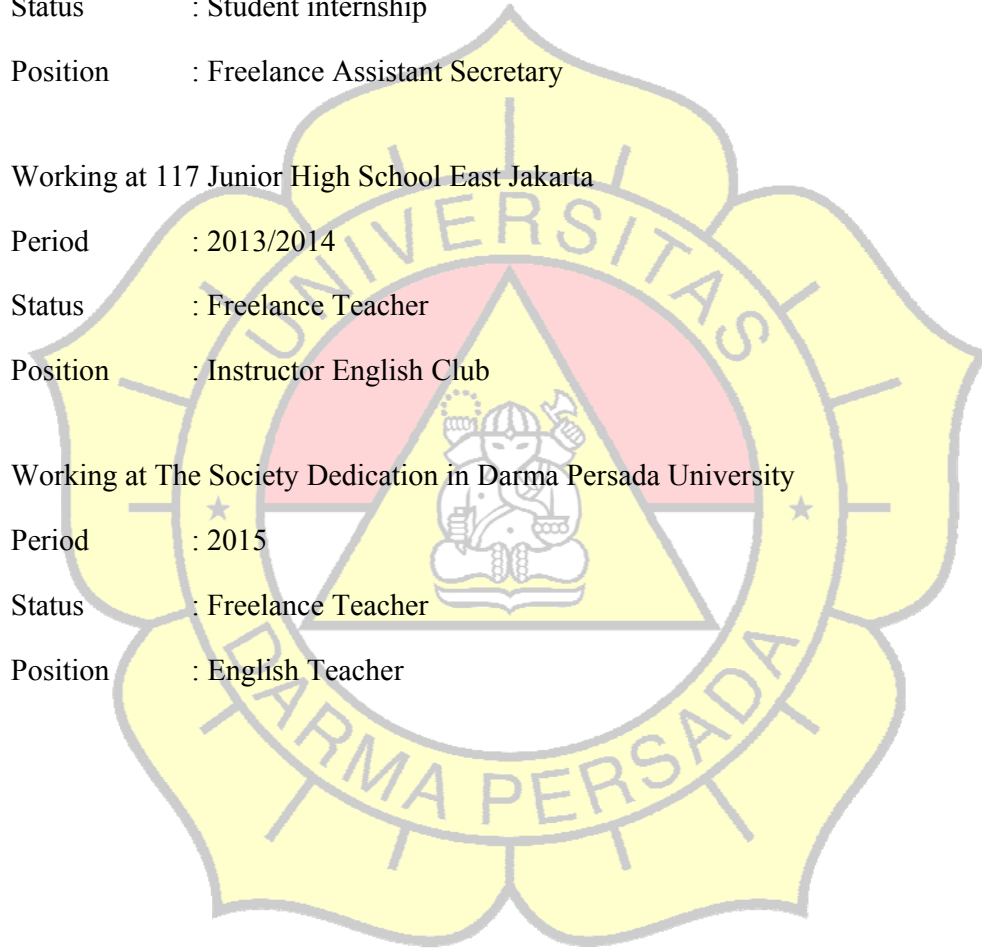 Status : Student internship
Position : Freelance Assistant Secretary
Working at 117 Junior High School East Jakarta
Period : 2013/2014
Status : Freelance Teacher
Position : Instructor English Club
Working at The Society Dedication in Darma Persada University
Period : 2015
Status : Freelance Teacher
Position : English Teacher
UNIVERSITAS
DARMA PERSADA